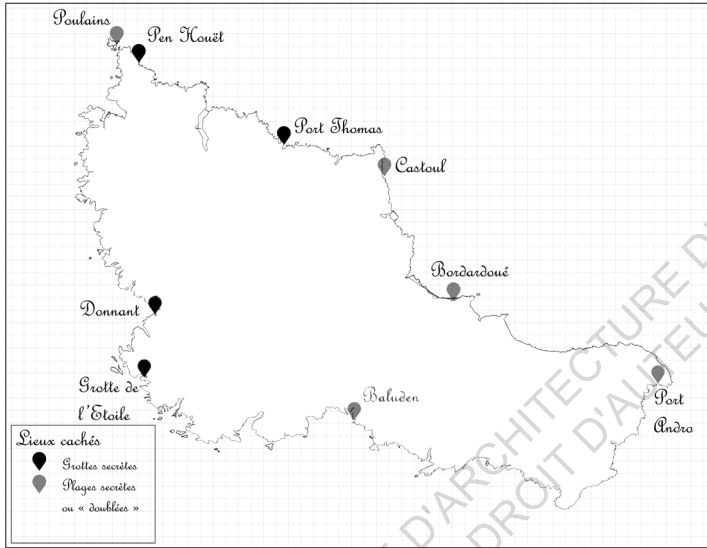 Poulains
Pen Houët
Port Thomas
Castoul
Bordardoué
Donnant
Grotte de
l'Etoile
Baluden
Port
Andro
Lieux cachés
Grottes secrètes
Plages secrètes
ou « doublées »
D'ARCHITECTURE D'
DROIT D'AUTEU